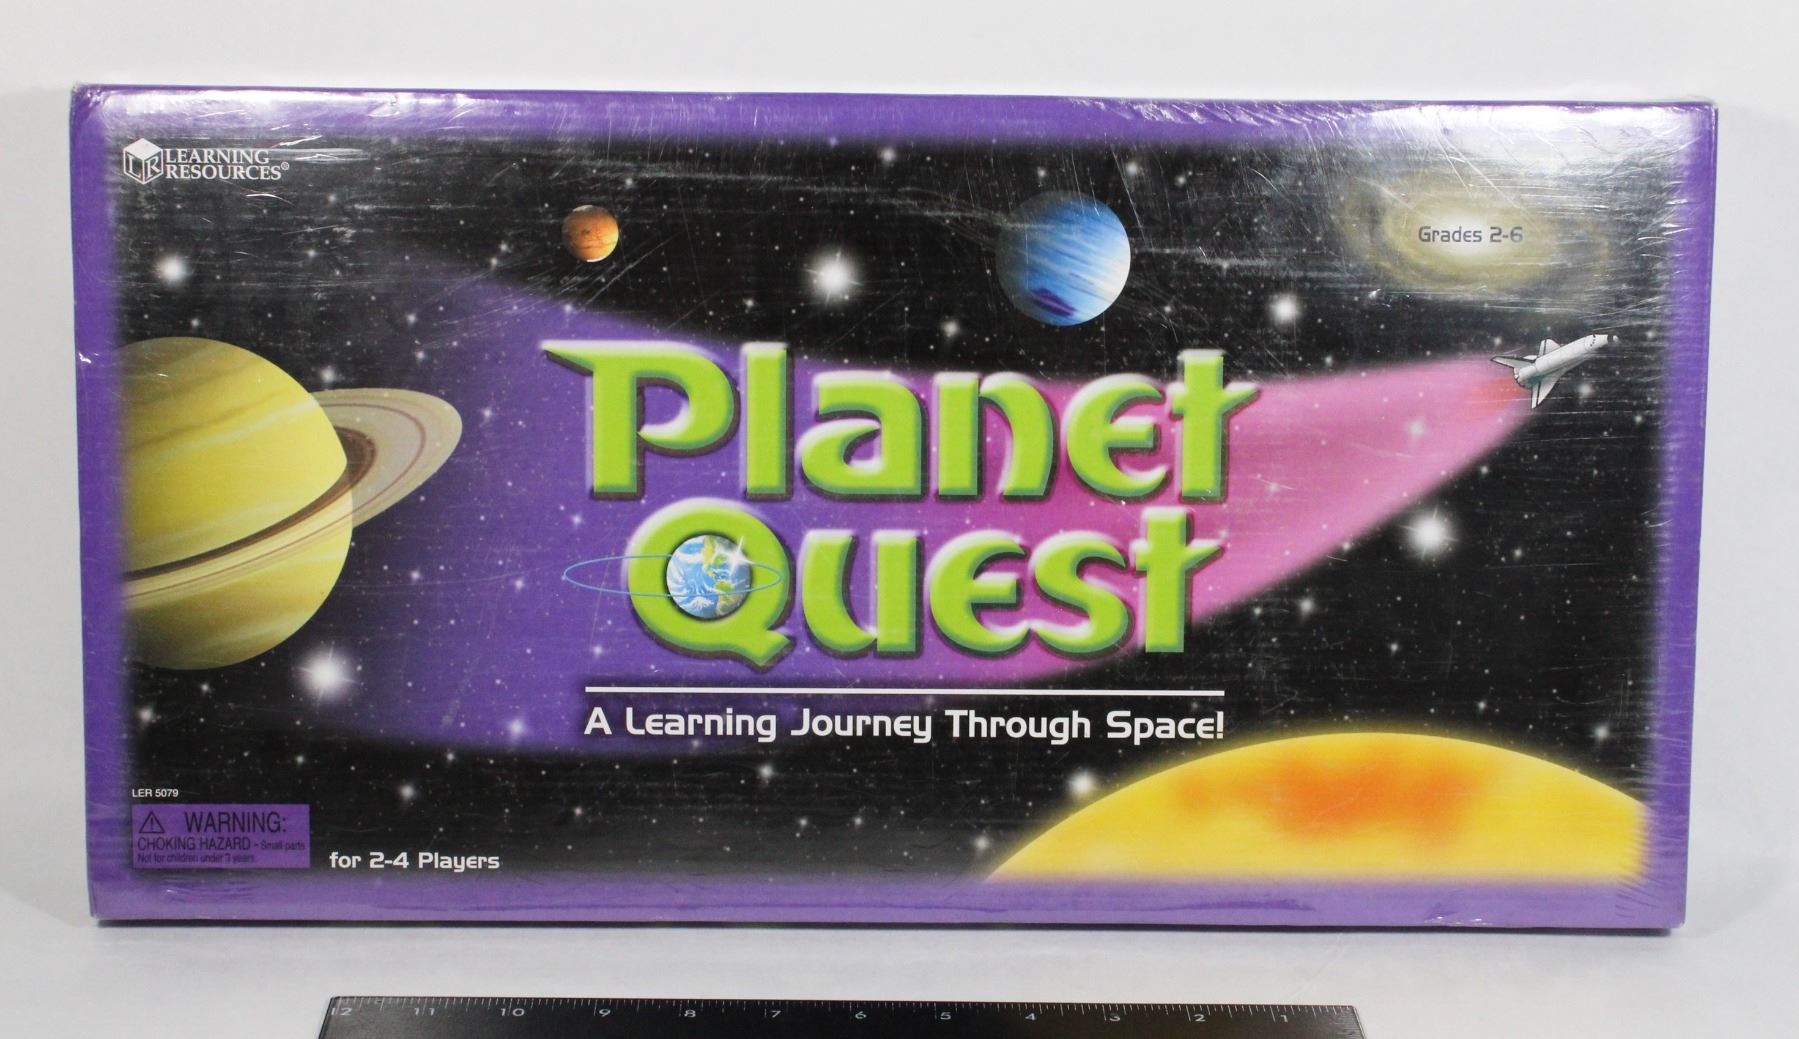 LR LEARNING
RESOURCES®
Grades 2-6
Planet
Quest
A Learning Journey Through Space!
LER 5079
WARNING:
CHOKING HAZARD - Small parts
Not for children under 3 years.
for 2-4 Players
12 11 10 9 8 7 6 5 4 3 2 1